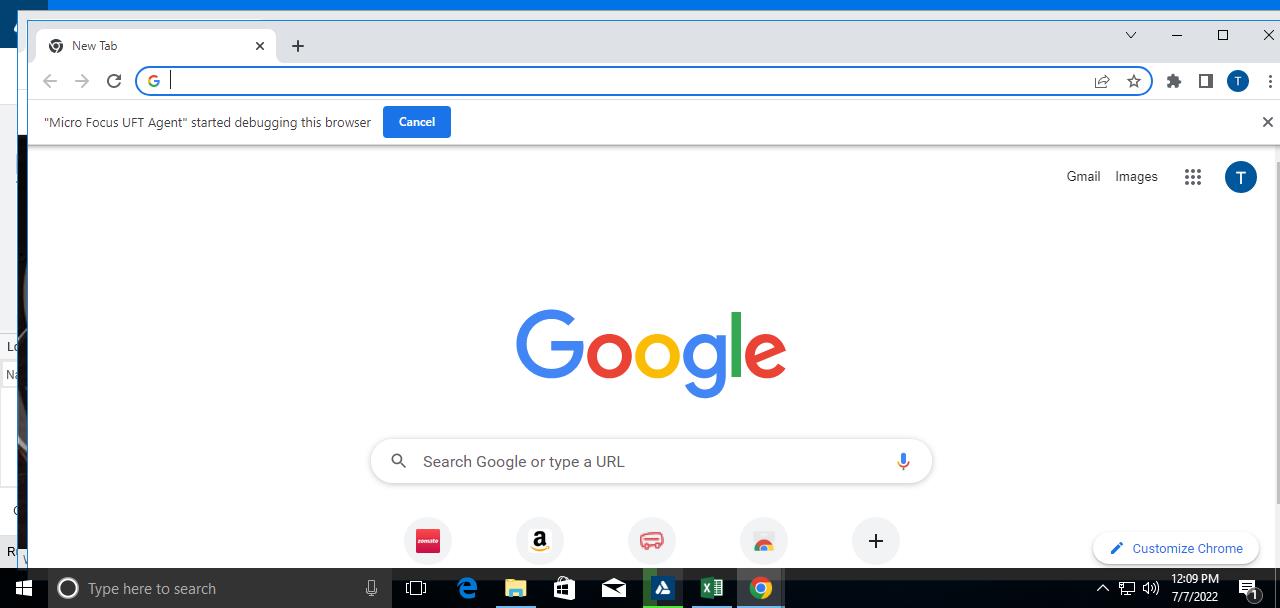 New Tab
T
"Micro Focus UFT Agent" started debugging this browser
Cancel
Gmail
Images
T
Google
Search Google or type a URL
zomato
a
Customize Chrome
Type here to search
12:09 PM
7/7/2022
1